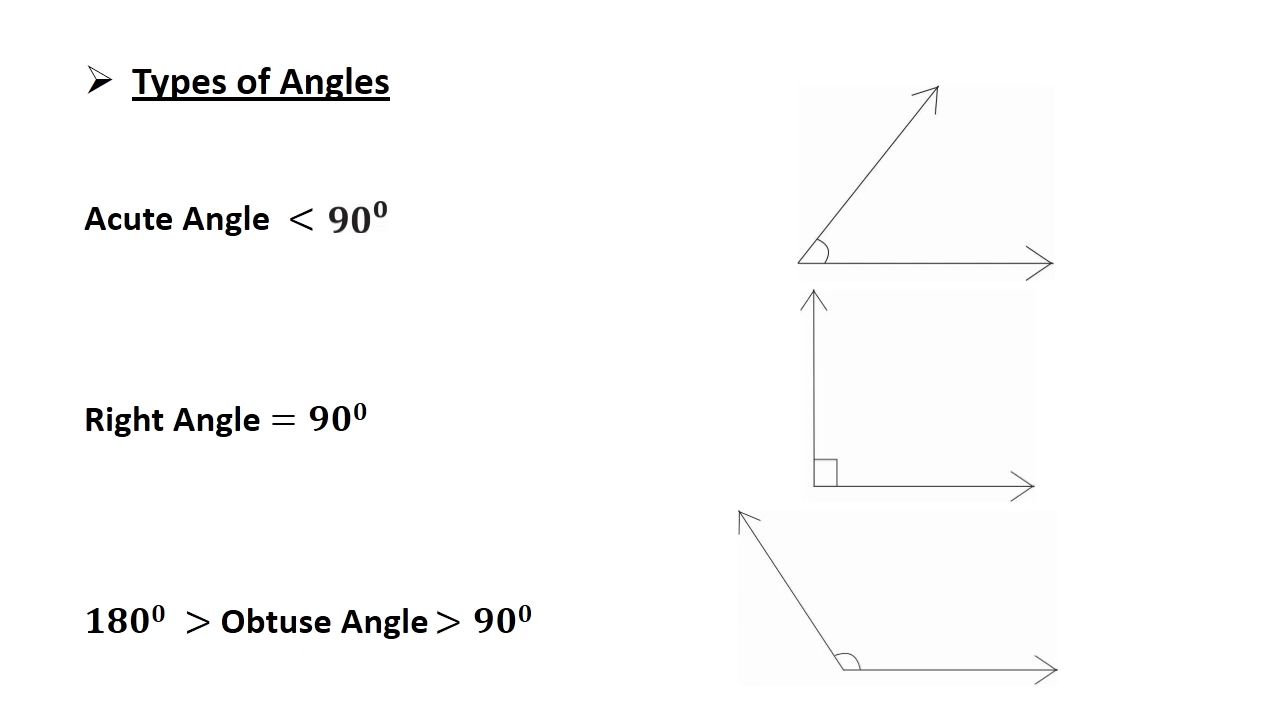 ➢ Types of Angles
Acute Angle < 90⁰
Right Angle = 90⁰
180⁰ > Obtuse Angle > 90⁰